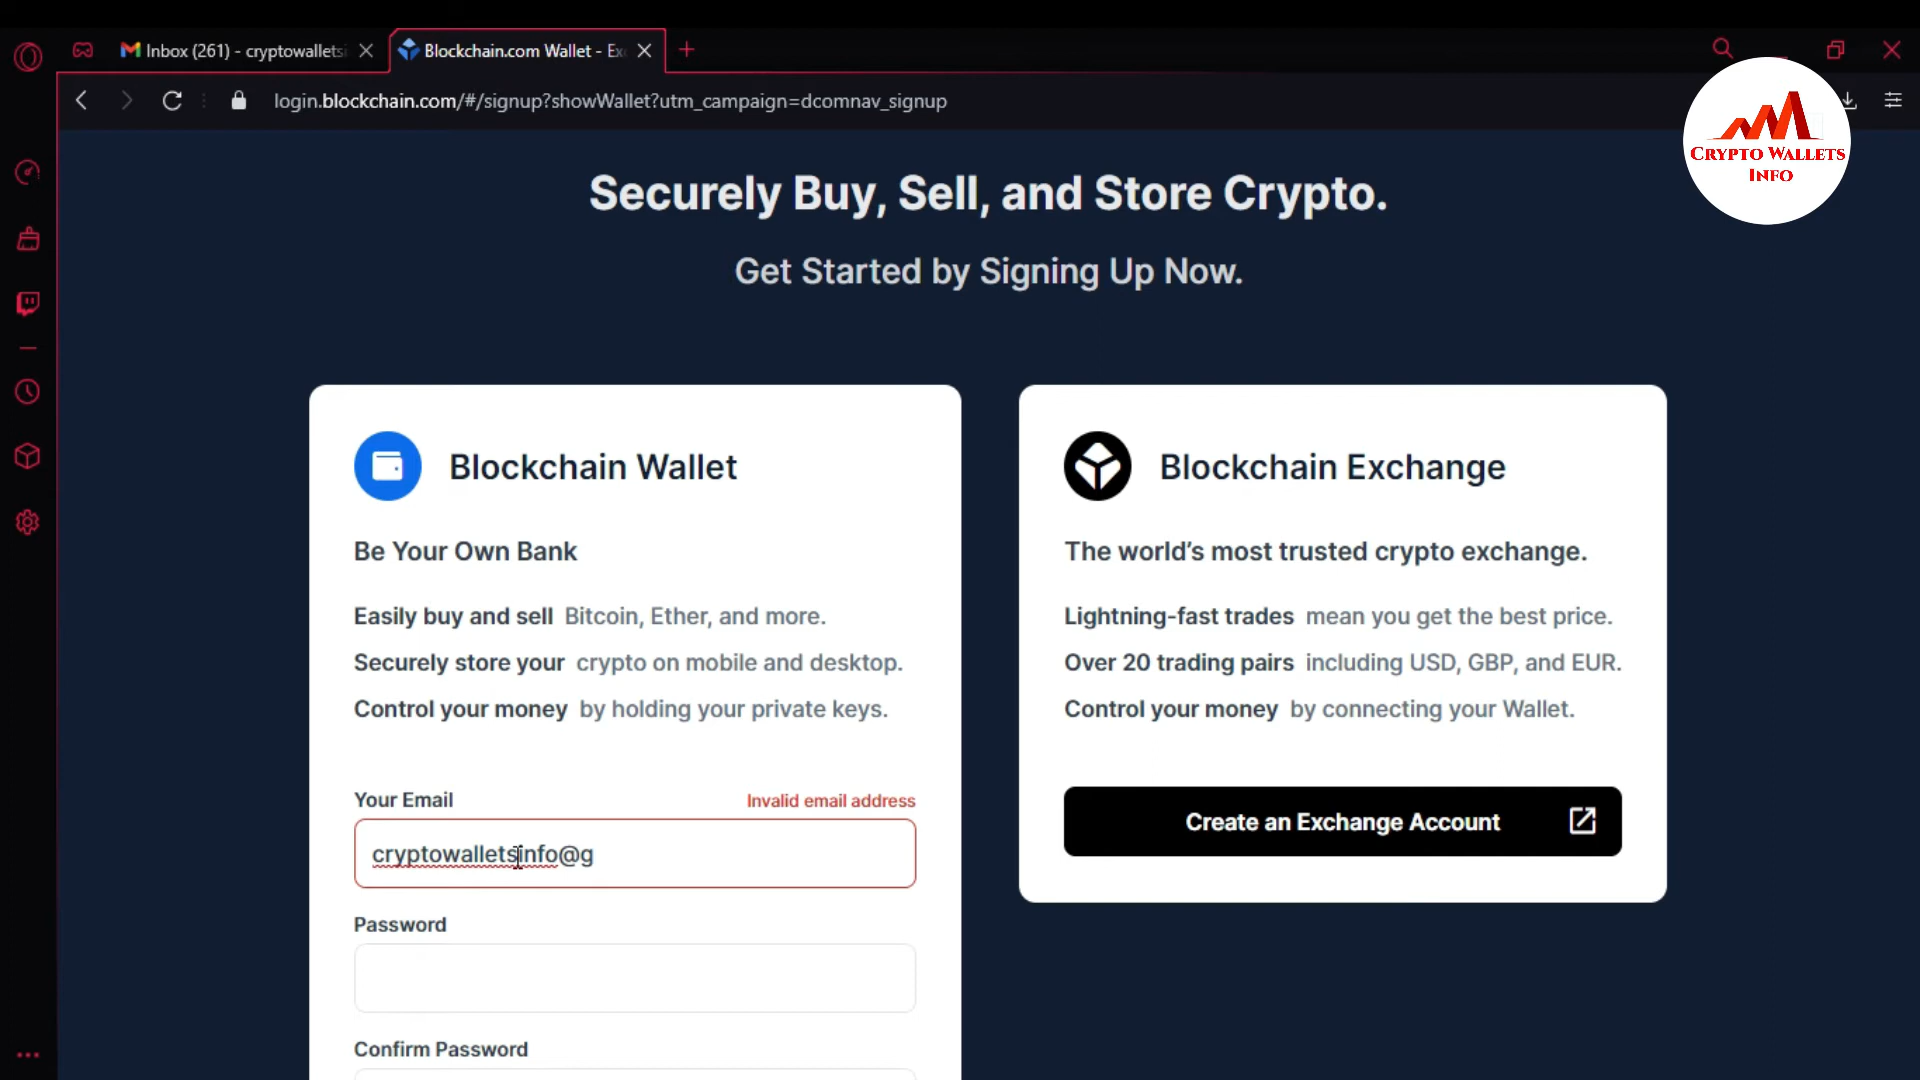 Inbox (261) - cryptowalletsi
Blockchain.com Wallet - Ex
login.blockchain.com/#/signup?showWallet?utm_campaign=dcomnav_signup
CRYPTO WALLETS
INFO
Securely Buy, Sell, and Store Crypto.
Get Started by Signing Up Now.
Blockchain Wallet
Be Your Own Bank
Easily buy and sell Bitcoin, Ether, and more.
Securely store your crypto on mobile and desktop.
Control your money by holding your private keys.
Your Email
Invalid email address
cryptowalletsinfo@g
Password
Confirm Password
Blockchain Exchange
The world’s most trusted crypto exchange.
Lightning-fast trades mean you get the best price.
Over 20 trading pairs including USD, GBP, and EUR.
Control your money by connecting your Wallet.
Create an Exchange Account